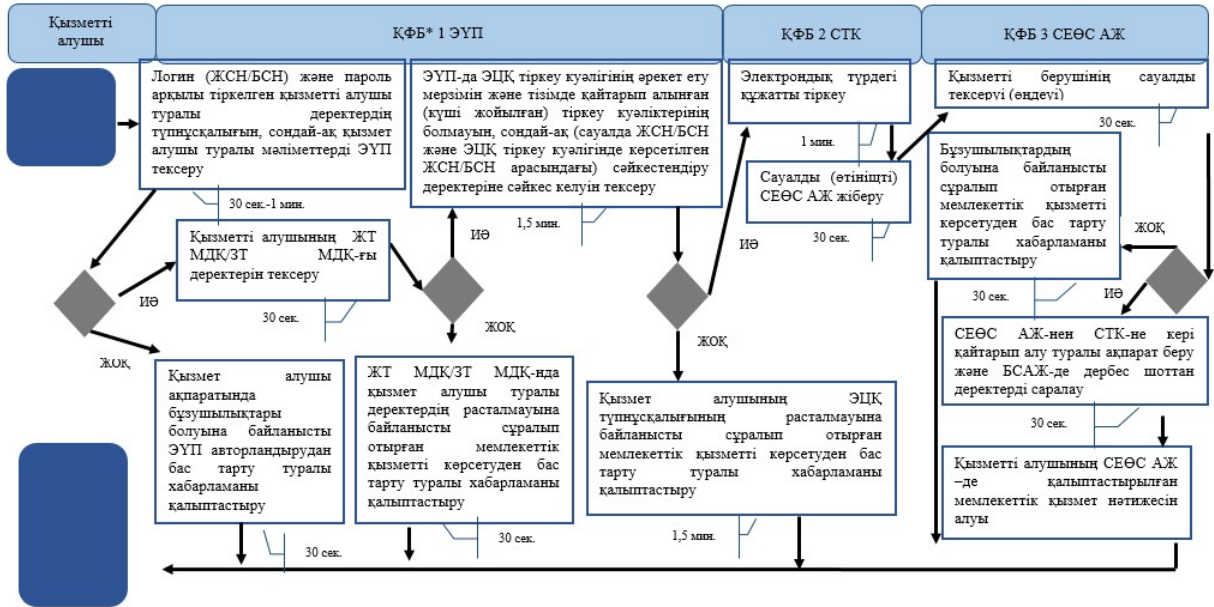 Қызметті
алушы
ҚФБ* 1 ЭҮП
ҚФБ 2 СТК
ҚФБ 3 СЕӨС АЖ
Логин (ЖСН/БСН) және пароль
арқылы тіркелген қызметті алушы
туралы деректердің
түпнұсқалығын, сондай-ақ қызмет
алушы туралы мәліметтерді ЭҮП
тексеру
30 сек.-1 мин.
ЭҮП-да ЭЦҚ тіркеу куәлігінің әрекет ету
мерзімін және тізімде қайтарып алынған
(күші жойылған) тіркеу куәліктерінің
болмауын, сондай-ақ (сауалда ЖСН/БСН
және ЭЦҚ тіркеу куәлігінде көрсетілген
ЖСН/БСН арасындағы) сәйкестендіру
деректеріне сәйкес келуін тексеру
1,5 мин.
Электрондық түрдегі
құжатты тіркеу
1 мин.
Сауалды (өтінішті)
СЕӨС АЖ жіберу
30 сек.
Қызметті берушінің сауалды
тексеруі (өңдеуі)
30 сек.
Бұзушылықтардың
болуына байланысты
сұралып отырған
мемлекеттік қызметті
көрсетуден бас тарту
туралы хабарламаны
қалыптастыру
30 сек.
ЖОҚ
ИӘ
Қызметті алушының ЖТ
МДҚ/ЗТ МДҚ-ғы
деректерін тексеру
30 сек.
ИӘ
ИӘ
ИӘ
ЖОҚ
ЖОҚ
ЖОҚ
Қызмет алушы
ақпаратында
бұзушылықтары
болуына байланысты
ЭҮП авторландырудан
бас тарту туралы
хабарламаны
қалыптастыру
30 сек.
ЖТ МДҚ/ЗТ МДҚ-нда
қызмет алушы туралы
деректердің расталмауына
байланысты сұралып
отырған мемлекеттік
қызметті көрсетуден бас
тарту туралы хабарламаны
қалыптастыру
30 сек.
Қызмет алушының ЭЦҚ
түпнұсқалығының расталмауына
байланысты сұралып отырған
мемлекеттік қызметті көрсетуден бас
тарту туралы хабарламаны
қалыптастыру
1,5 мин.
СЕӨС АЖ-нен СТК-не кері
қайтарып алу туралы ақпарат беру
және БСАЖ-де дербес шоттан
деректерді саралау
30 сек.
Қызметті алушының СЕӨС АЖ
–де қалыптастырылған
мемлекеттік қызмет нәтижесін
алуы